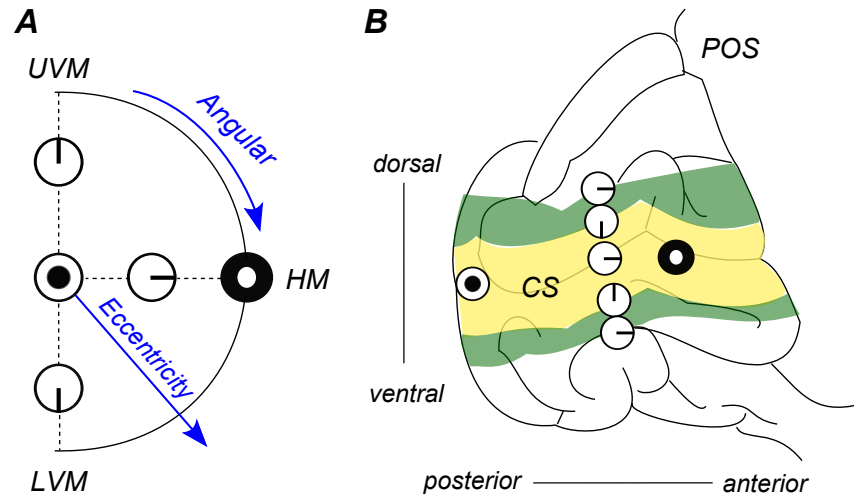 A
UVM
Angular
HM
Eccentricity
LVM
B
POS
dorsal
CS
ventral
posterior
anterior